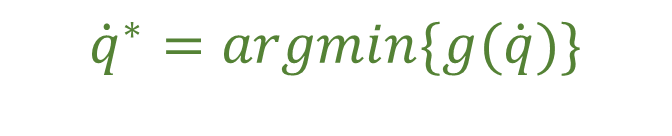 q̇* = argmin{g(q̇)}